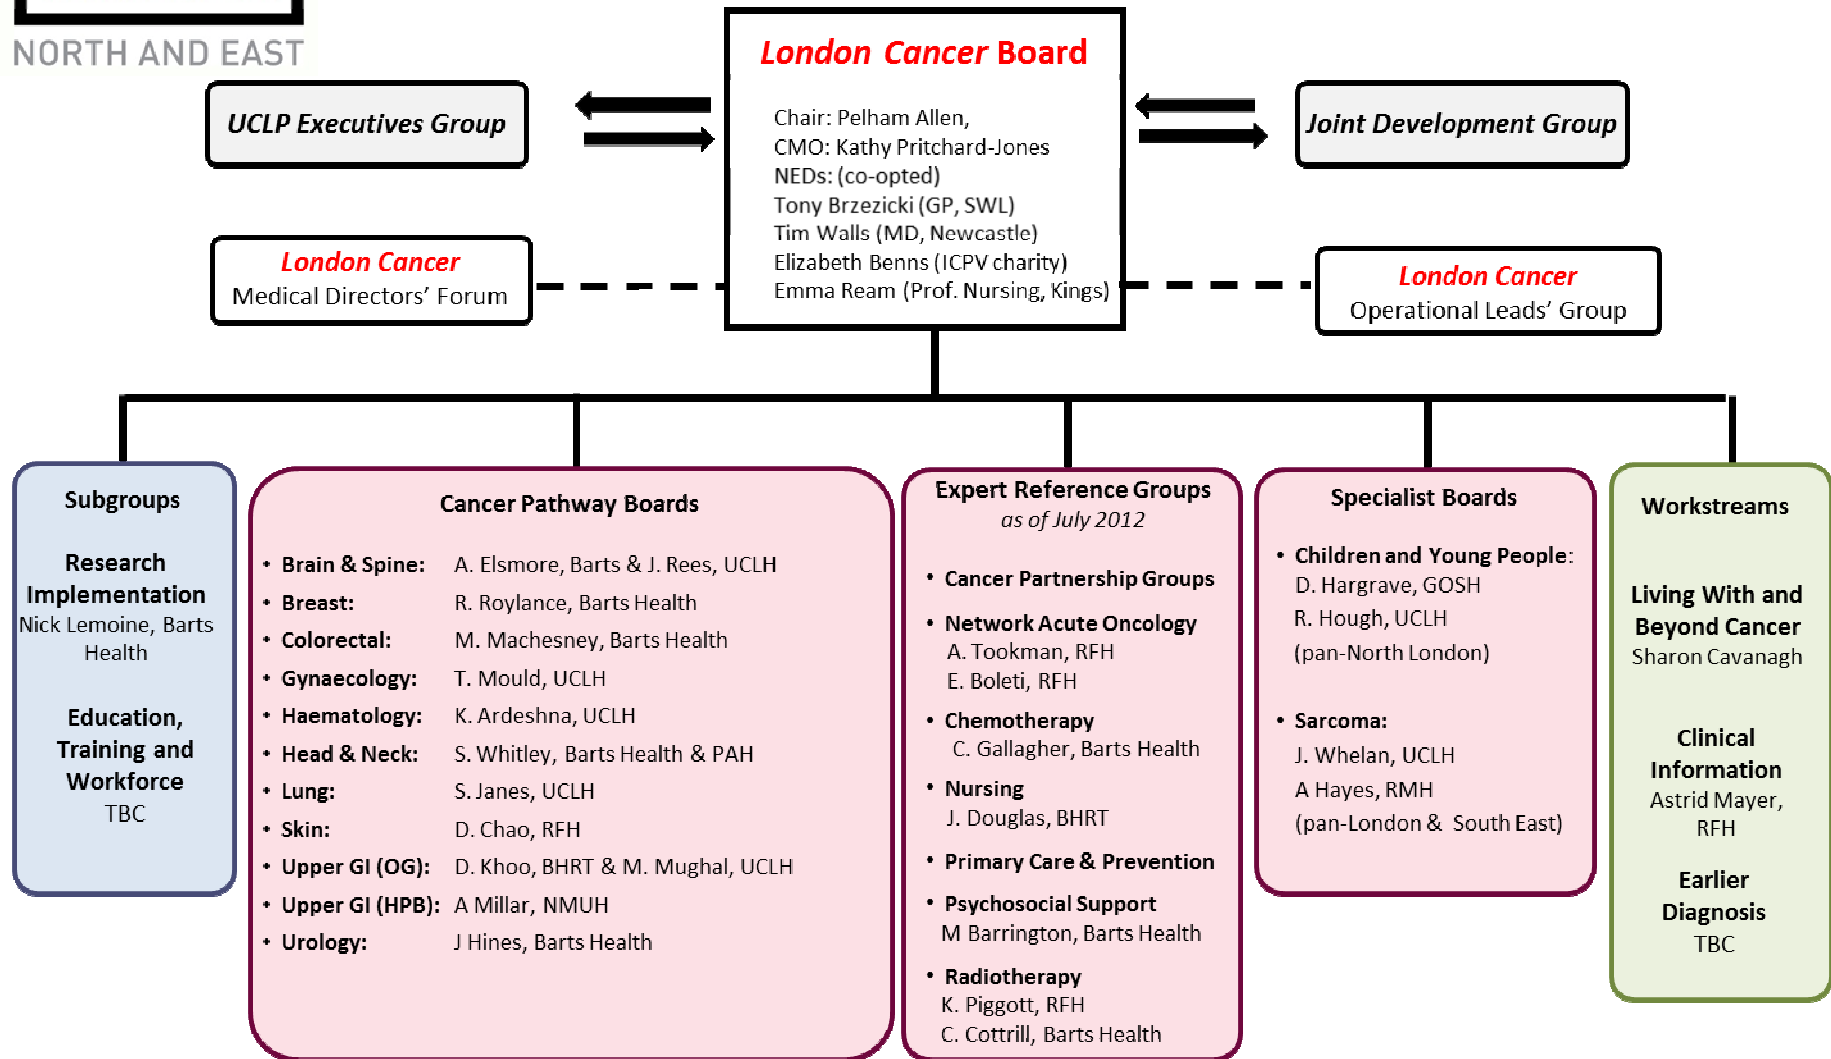 NORTH AND EAST
London Cancer Board
Chair: Pelham Allen,
CMO: Kathy Pritchard-Jones
NEDs: (co-opted)
Tony Brzezicki (GP, SWL)
Tim Walls (MD, Newcastle)
Elizabeth Benns (ICPV charity)
Emma Ream (Prof. Nursing, Kings)
UCLP Executives Group
Joint Development Group
London Cancer
Medical Directors’ Forum
London Cancer
Operational Leads’ Group
Subgroups
Research
Implementation
Nick Lemoine, Barts
Health
Education,
Training and
Workforce
TBC
Cancer Pathway Boards
• Brain & Spine: A. Elsmore, Barts & J. Rees, UCLH
• Breast: R. Roylance, Barts Health
• Colorectal: M. Machesney, Barts Health
• Gynaecology: T. Mould, UCLH
• Haematology: K. Ardeshna, UCLH
• Head & Neck: S. Whitley, Barts Health & PAH
• Lung: S. Janes, UCLH
• Skin: D. Chao, RFH
• Upper GI (OG): D. Khoo, BHRT & M. Mughal, UCLH
• Upper GI (HPB): A Millar, NMUH
• Urology: J Hines, Barts Health
Expert Reference Groups
as of July 2012
• Cancer Partnership Groups
• Network Acute Oncology
A. Tookman, RFH
E. Boleti, RFH
• Chemotherapy
C. Gallagher, Barts Health
• Nursing
J. Douglas, BHRT
• Primary Care & Prevention
• Psychosocial Support
M Barrington, Barts Health
• Radiotherapy
K. Piggott, RFH
C. Cottrill, Barts Health
Specialist Boards
• Children and Young People:
D. Hargrave, GOSH
R. Hough, UCLH
(pan-North London)
• Sarcoma:
J. Whelan, UCLH
A Hayes, RMH
(pan-London & South East)
Workstreams
Living With and
Beyond Cancer
Sharon Cavanagh
Clinical
Information
Astrid Mayer,
RFH
Earlier
Diagnosis
TBC